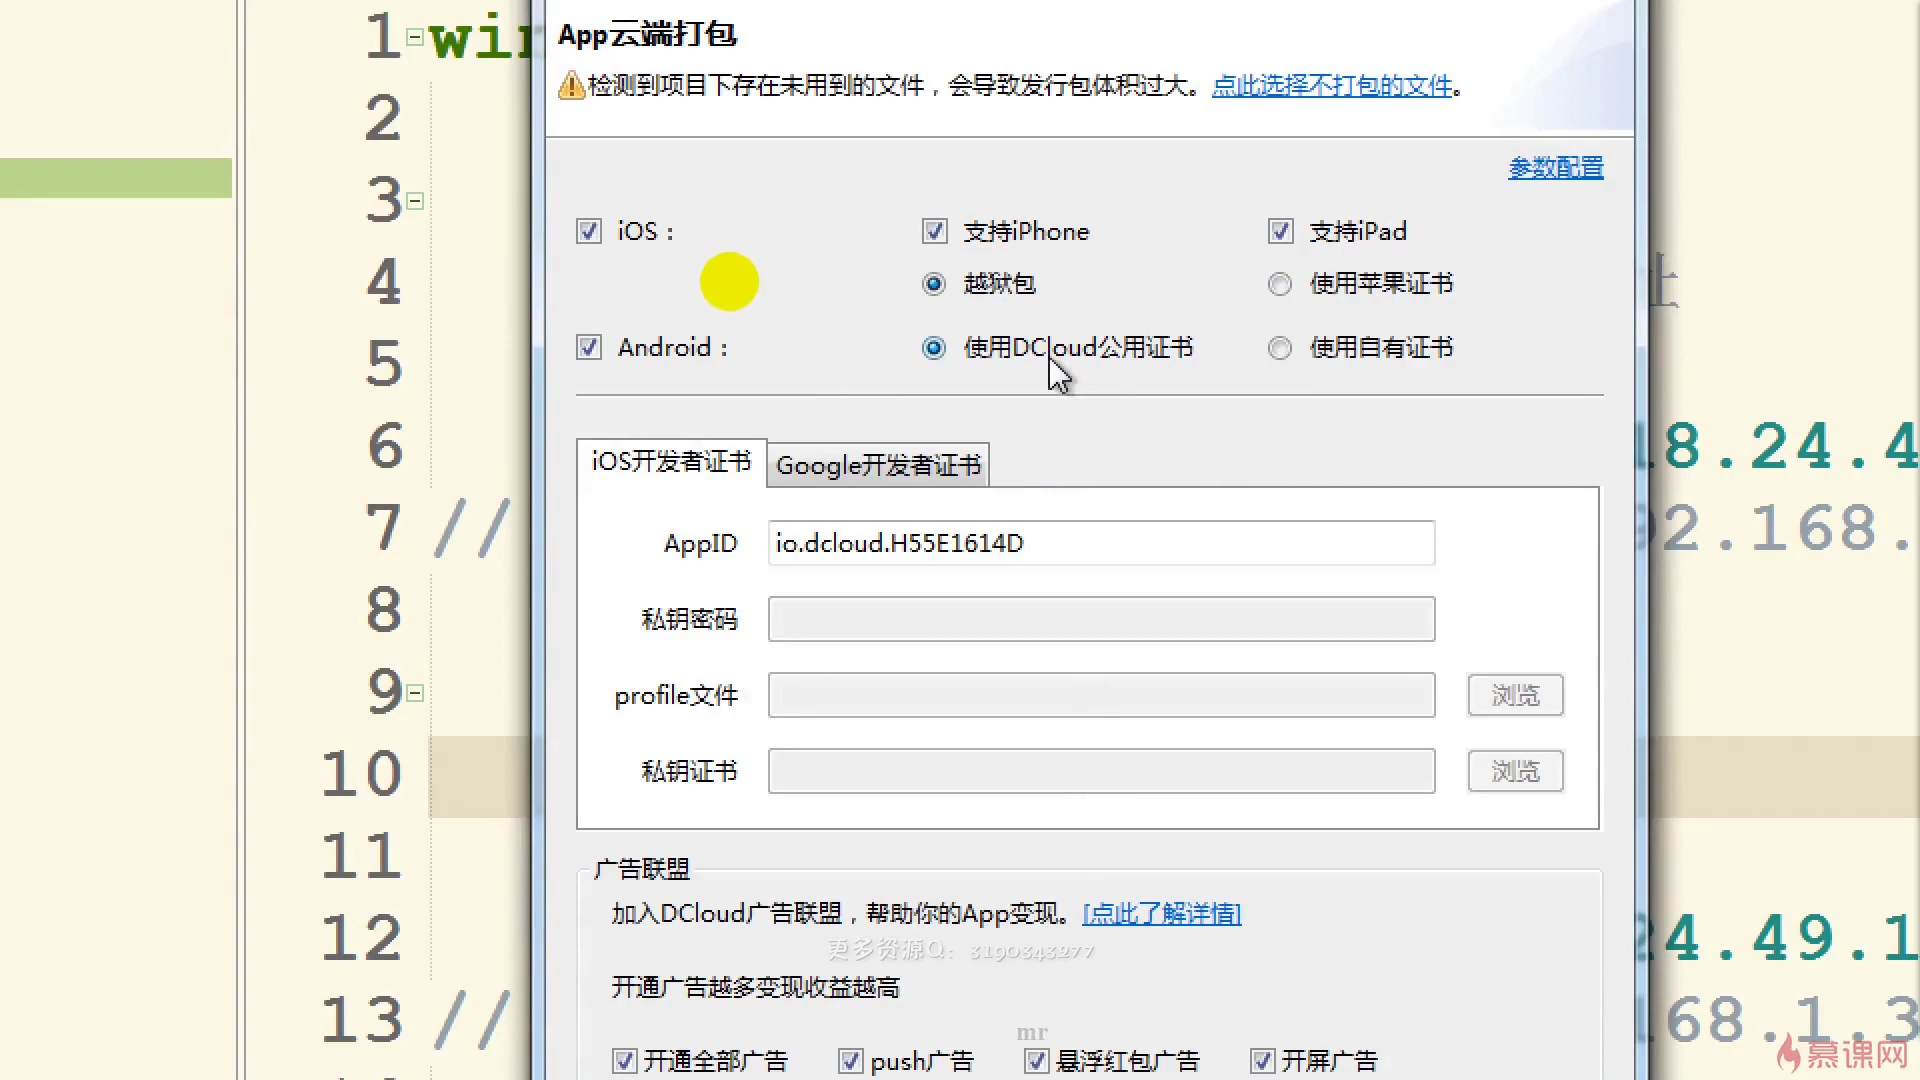 App云端打包
检测到项目下存在未用到的文件，会导致发行包体积过大。点此选择不打包的文件。
参数配置
iOS： 支持iPhone 支持iPad
越狱包 使用苹果证书
Android： 使用DCloud公用证书 使用自有证书
iOS开发者证书 Google开发者证书
AppID io.dcloud.H55E1614D
私钥密码
profile文件 浏览
私钥证书 浏览
广告联盟
加入DCloud广告联盟，帮助你的App变现。[点此了解详情]
更多资源Q：3190343277
开通广告越多变现收益越高
mr
开通全部广告 push广告 悬浮红包广告 开屏广告
1 win
2
3
4 址
5
6 8.24.4
7 // 92.168.
8
9
10
11
12 24.49.1
13 // 68.1.3
慕课网